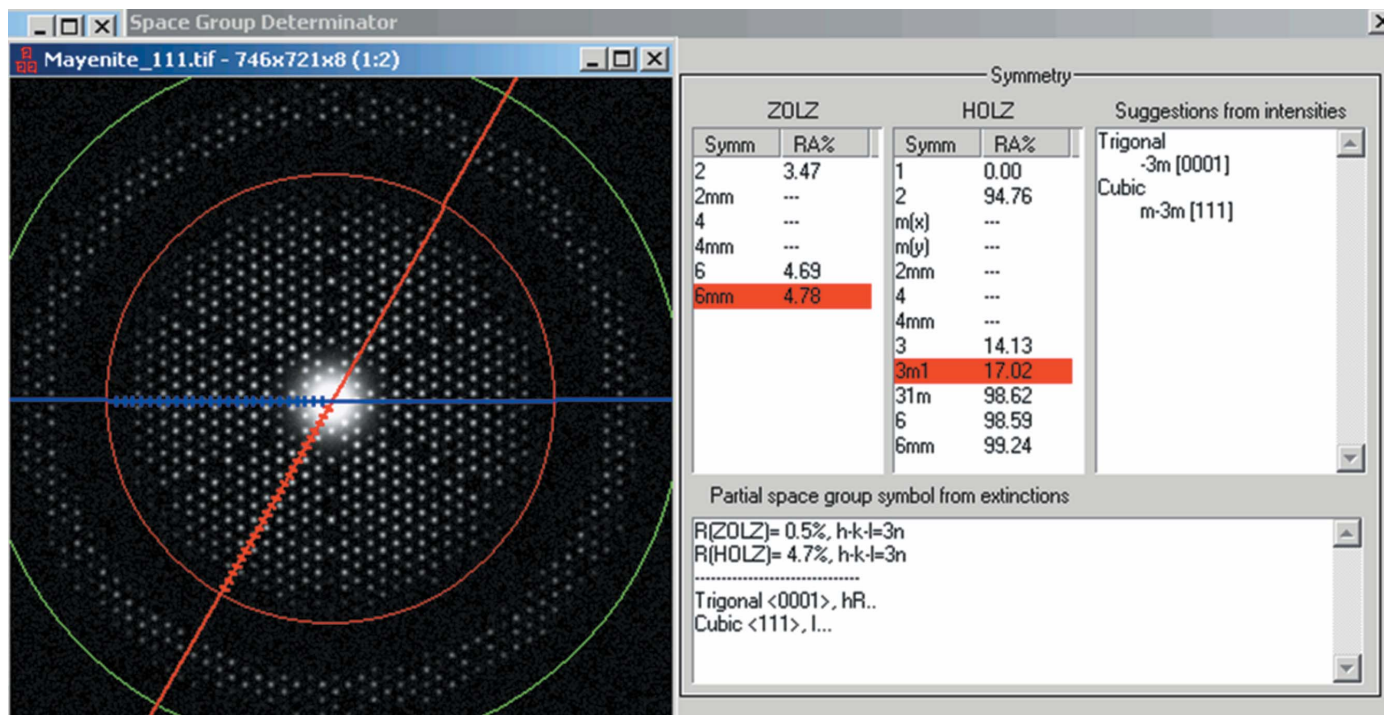 Space Group Determinator
Mayenite_111.tif - 746x721x8 (1:2)
Symmetry
ZOLZ HOLZ Suggestions from intensities
Symm RA%
2 3.47
2mm ---
4 ---
4mm ---
6 4.69
6mm 4.78
Symm RA%
1 0.00
2 94.76
m(x) ---
m(y) ---
2mm ---
4 ---
4mm ---
3 14.13
3m1 17.02
31m 98.62
6 98.59
6mm 99.24
Trigonal
-3m [0001]
Cubic
m-3m [111]
Partial space group symbol from extinctions
R(ZOLZ)= 0.5%, h-k-l=3n
R(HOLZ)= 4.7%, h-k-l=3n
------------------------------
Trigonal <0001>, hR..
Cubic <111>, I...